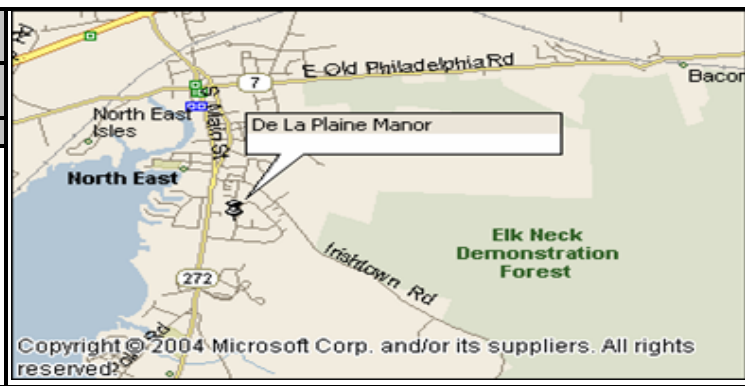 E Old Philadelphia Rd
7
Bacon
North East
Isles
S Main St
De La Plaine Manor
North East
Elk Neck
Demonstration
Forest
Irishtown Rd
272
Rd
Copyright © 2004 Microsoft Corp. and/or its suppliers. All rights
reserved.